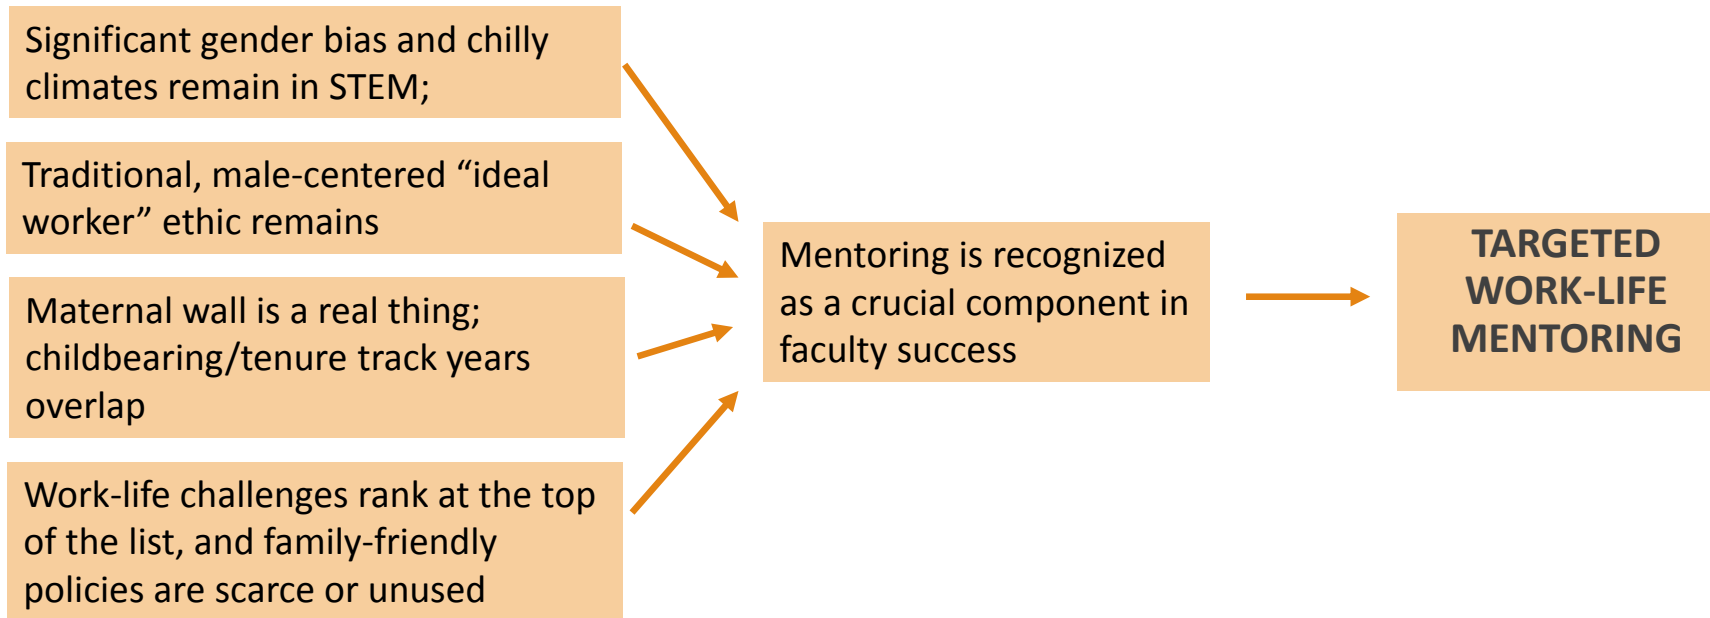 Significant gender bias and chilly
climates remain in STEM;
Traditional, male-centered “ideal
worker” ethic remains
Maternal wall is a real thing;
childbearing/tenure track years
overlap
Work-life challenges rank at the top
of the list, and family-friendly
policies are scarce or unused
Mentoring is recognized
as a crucial component in
faculty success
TARGETED
WORK-LIFE
MENTORING